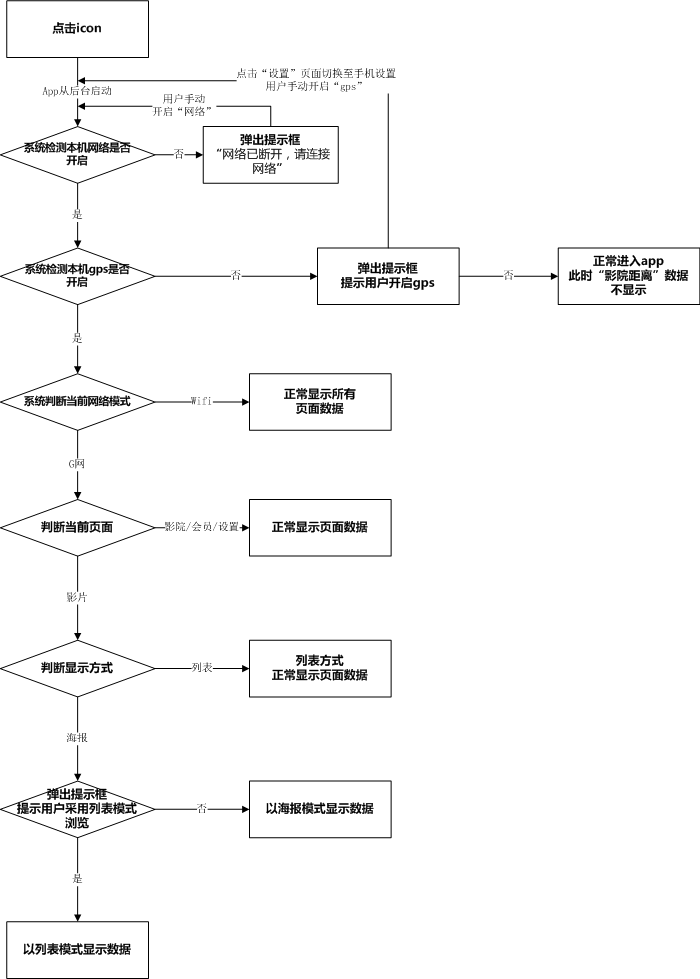 点击icon
点击“设置”页面切换至手机设置
用户手动开启“gps”
App从后台启动
用户手动
开启“网络”
系统检测本机网络是否
开启
否
弹出提示框
“网络已断开，请连接
网络”
是
系统检测本机gps是否
开启
否
弹出提示框
提示用户开启gps
否
正常进入app
此时“影院距离”数据
不显示
是
系统判断当前网络模式
Wifi
正常显示所有
页面数据
G网
判断当前页面
影院/会员/设置
正常显示页面数据
影片
判断显示方式
列表
列表方式
正常显示页面数据
海报
弹出提示框
提示用户采用列表模式
浏览
否
以海报模式显示数据
是
以列表模式显示数据